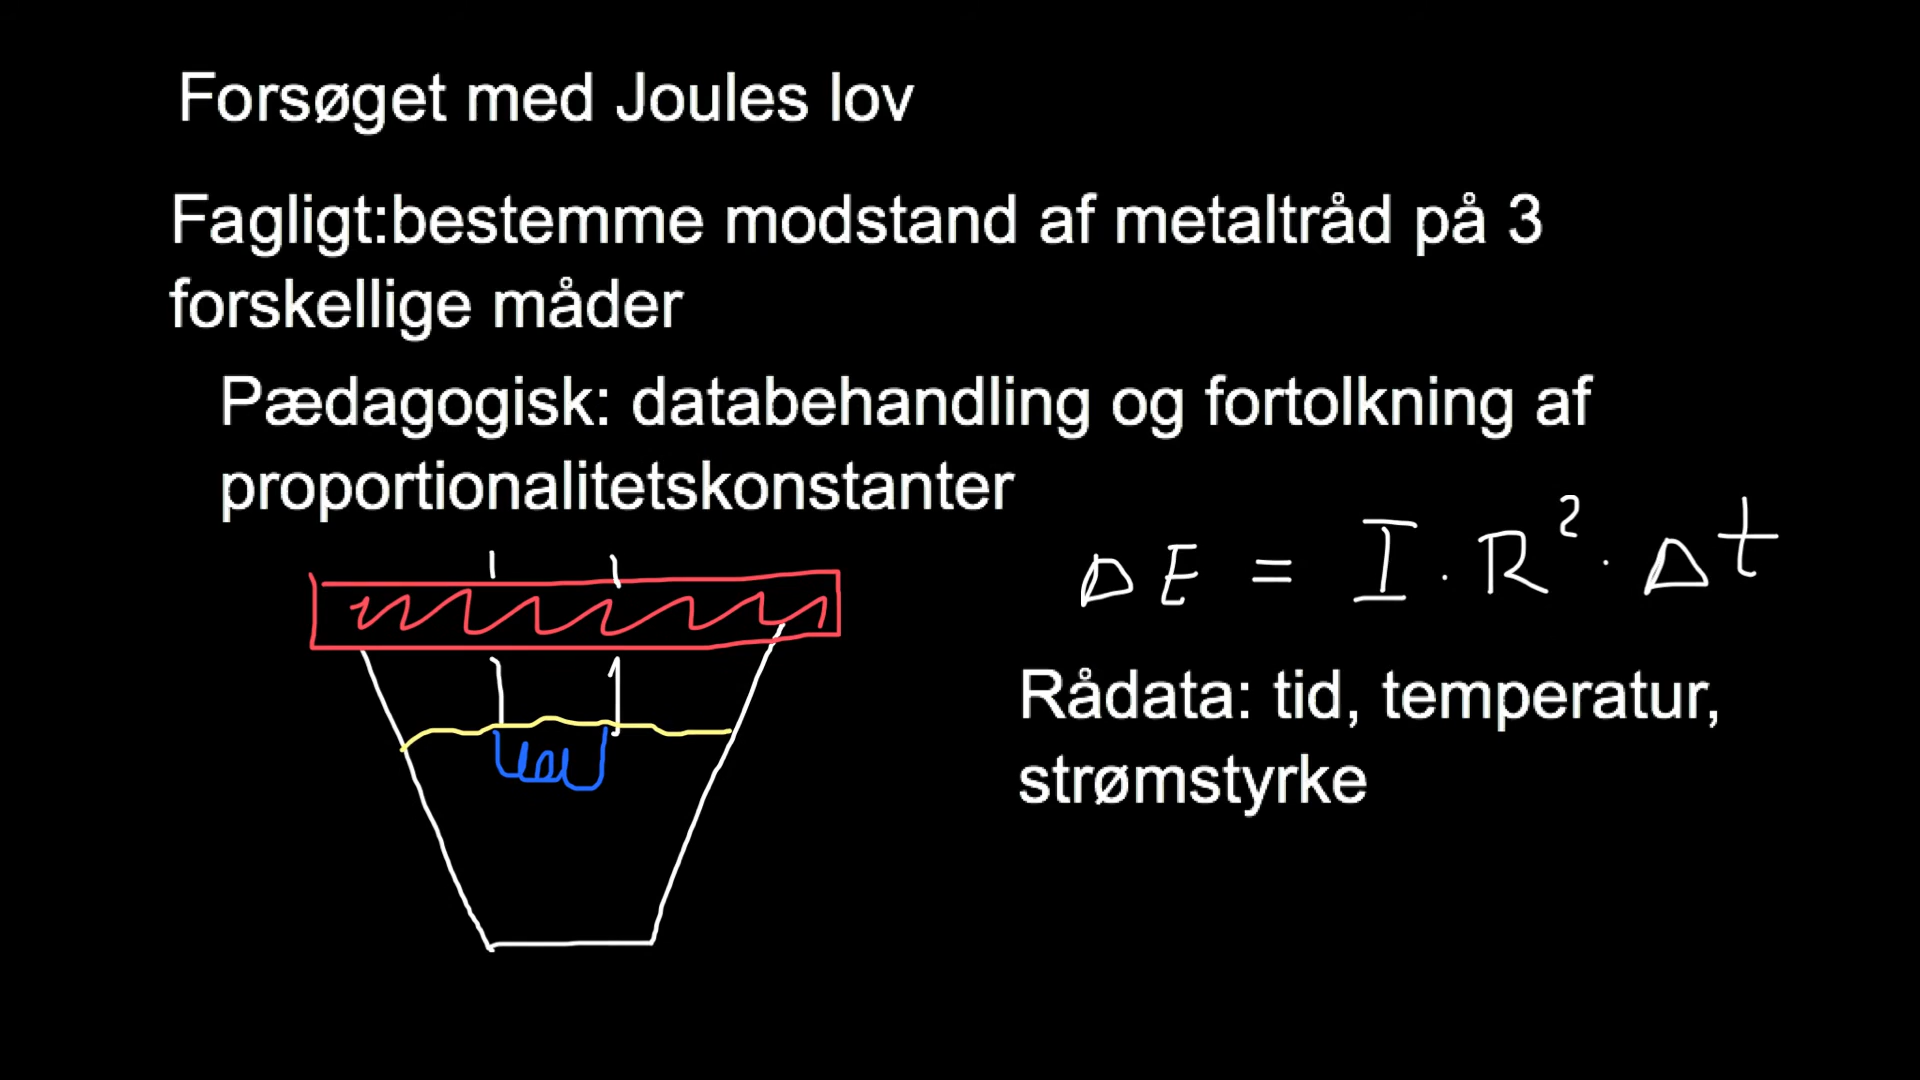 Forsøget med Joules lov
Fagligt:bestemme modstand af metaltråd på 3
forskellige måder
Pædagogisk: databehandling og fortolkning af
proportionalitetskonstanter
ΔE = I · R² · Δt
Rådata: tid, temperatur,
strømstyrke